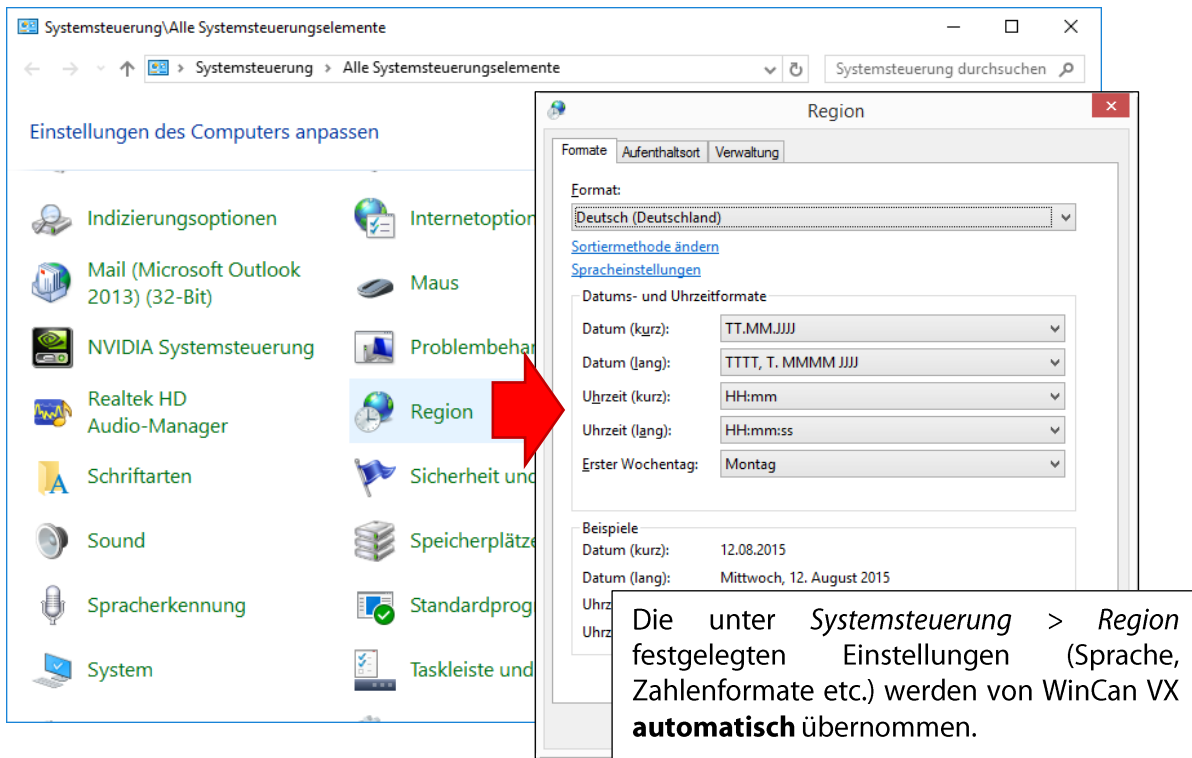 Systemsteuerung\Alle Systemsteuerungselemente
Systemsteuerung > Alle Systemsteuerungselemente
Systemsteuerung durchsuchen
Einstellungen des Computers anpassen
Indizierungsoptionen
Internetoption
Mail (Microsoft Outlook
2013) (32-Bit)
Maus
NVIDIA Systemsteuerung
Problembehan
Realtek HD
Audio-Manager
Region
Schriftarten
Sicherheit und
Sound
Speicherplätze
Spracherkennung
Standardprog
System
Taskleiste und
Region
Formate
Aufenthaltsort
Verwaltung
Format:
Deutsch (Deutschland)
Sortiermethode ändern
Spracheinstellungen
Datums- und Uhrzeitformate
Datum (kurz): TT.MM.JJJJ
Datum (lang): TTTT, T. MMMM JJJJ
Uhrzeit (kurz): HH:mm
Uhrzeit (lang): HH:mm:ss
Erster Wochentag: Montag
Beispiele
Datum (kurz): 12.08.2015
Datum (lang): Mittwoch, 12. August 2015
Uhrz
Uhrz
Die unter Systemsteuerung > Region
festgelegten Einstellungen (Sprache,
Zahlenformate etc.) werden von WinCan VX
automatisch übernommen.